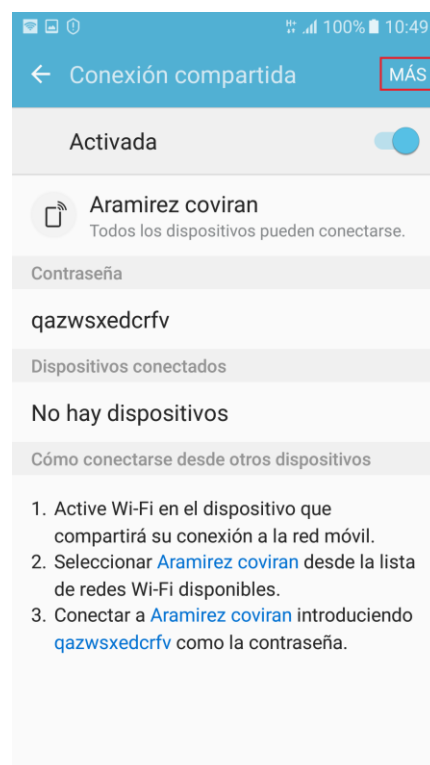 100% 10:49
Conexión compartida MÁS
Activada
Aramirez coviran
Todos los dispositivos pueden conectarse.
Contraseña
qazwsxedcrfv
Dispositivos conectados
No hay dispositivos
Cómo conectarse desde otros dispositivos
1. Active Wi-Fi en el dispositivo que
compartirá su conexión a la red móvil.
2. Seleccionar Aramirez coviran desde la lista
de redes Wi-Fi disponibles.
3. Conectar a Aramirez coviran introduciendo
qazwsxedcrfv como la contraseña.